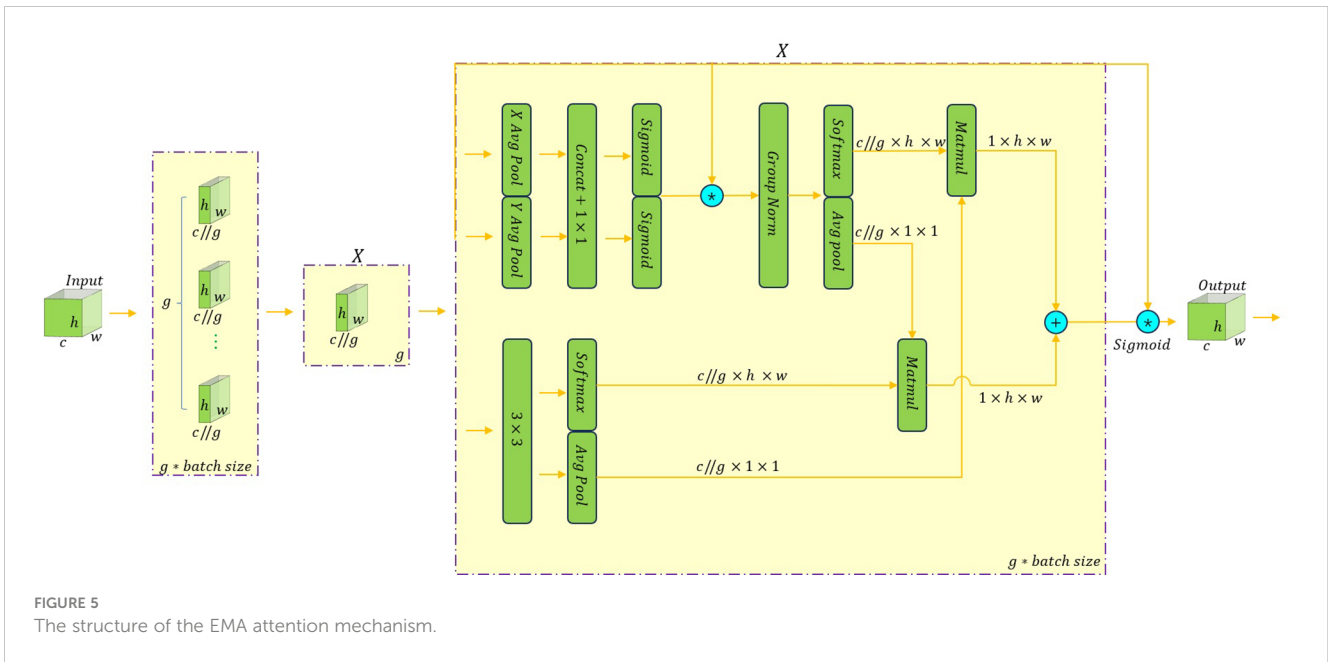 Input
h
c
w
g
h
w
c//g
h
w
c//g
⋮
h
w
c//g
g * batch size
X
h
w
c//g
g
X
X Avg Pool
Y Avg Pool
Concat + 1 × 1
Sigmoid
Sigmoid
*
Group Norm
Softmax
Avg pool
c//g × h × w
c//g × 1 × 1
Matmul
1 × h × w
3 × 3
Softmax
Avg Pool
c//g × h × w
c//g × 1 × 1
Matmul
1 × h × w
+
*
Sigmoid
g * batch size
Output
h
c
w
FIGURE 5
The structure of the EMA attention mechanism.